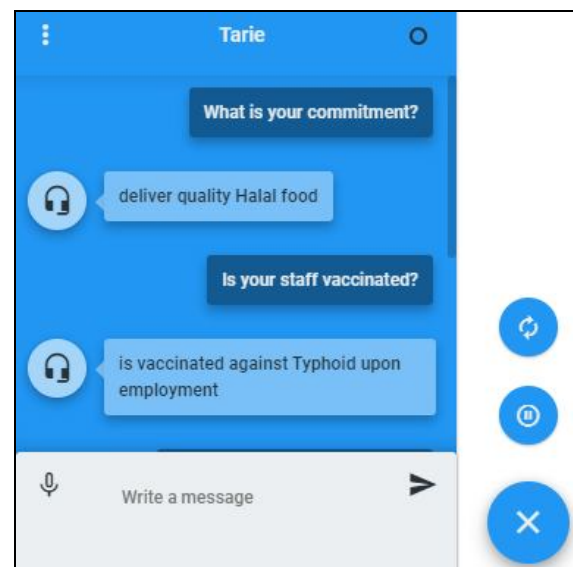 Tarie
What is your commitment?
deliver quality Halal food
Is your staff vaccinated?
is vaccinated against Typhoid upon
employment
Write a message